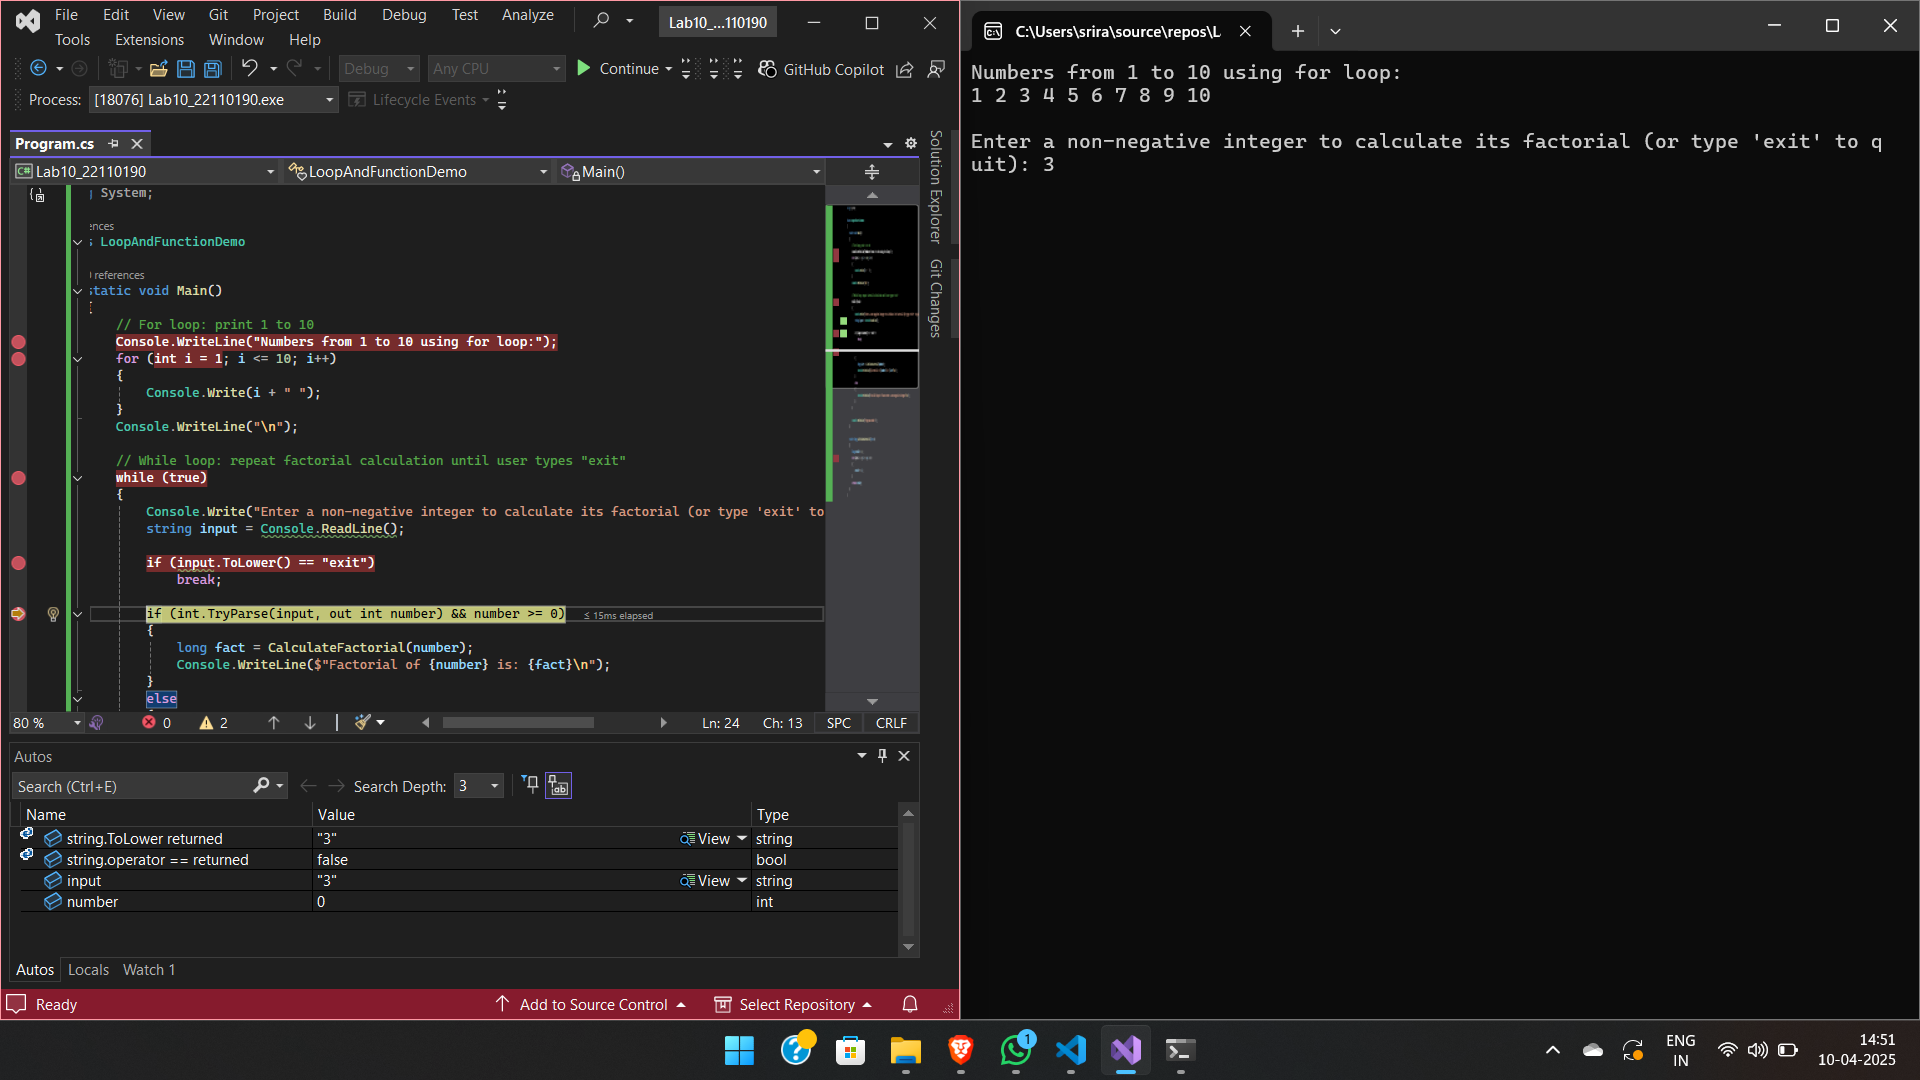 File Edit View Git Project Build Debug Test Analyze
Lab10_...110190
Tools Extensions Window Help
Debug Any CPU Continue GitHub Copilot
Process: [18076] Lab10_22110190.exe Lifecycle Events
Program.cs
C# Lab10_22110190 LoopAndFunctionDemo Main()
System;
ences
LoopAndFunctionDemo
references
static void Main()
// For loop: print 1 to 10
Console.WriteLine("Numbers from 1 to 10 using for loop:");
for (int i = 1; i <= 10; i++)
{
Console.Write(i + " ");
}
Console.WriteLine("\n");
// While loop: repeat factorial calculation until user types "exit"
while (true)
{
Console.Write("Enter a non-negative integer to calculate its factorial (or type 'exit' to
string input = Console.ReadLine();
if (input.ToLower() == "exit")
break;
if (int.TryParse(input, out int number) && number >= 0) ≤ 15ms elapsed
{
long fact = CalculateFactorial(number);
Console.WriteLine($"Factorial of {number} is: {fact}\n");
}
else
80 % 0 2 Ln: 24 Ch: 13 SPC CRLF
Solution Explorer
Git Changes
Autos
Search (Ctrl+E) Search Depth: 3
Name Value Type
string.ToLower returned "3" View string
string.operator == returned false bool
input "3" View string
number 0 int
Autos Locals Watch 1
Ready Add to Source Control Select Repository
C:\Users\srira\source\repos\L
Numbers from 1 to 10 using for loop:
1 2 3 4 5 6 7 8 9 10
Enter a non-negative integer to calculate its factorial (or type 'exit' to q
uit): 3
1
ENG
IN
14:51
10-04-2025